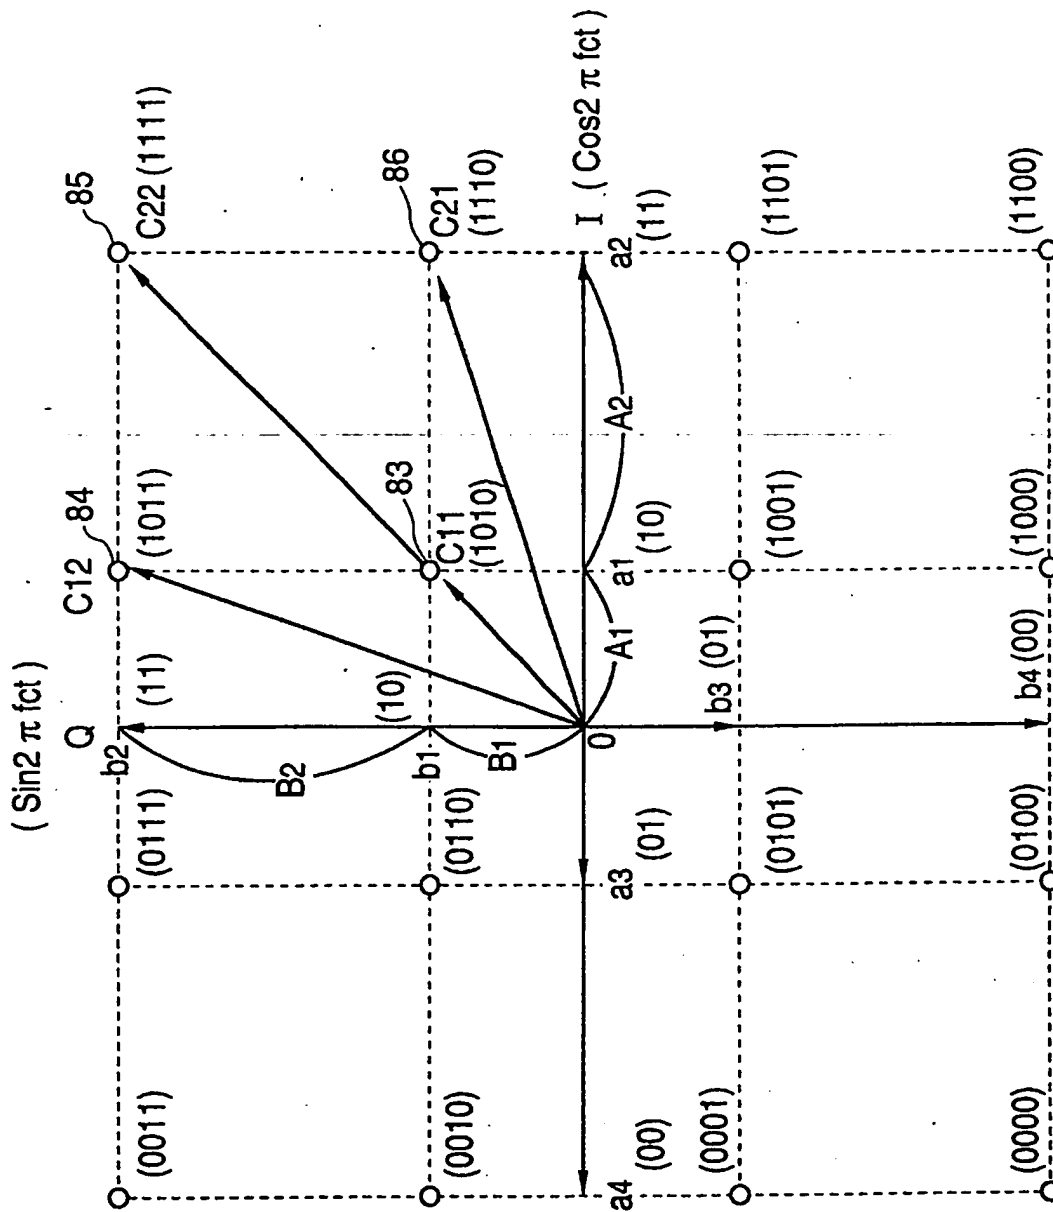 ( Sin2 π fct )
Q
C12
84
85
C22 (1111)
b2
(0011)
(0111)
(11)
(1011)
B2
83
86
C21
(1110)
b1
(0010)
(0110)
(10)
C11
(1010)
B1
A1
A2
I ( Cos2 π fct )
0
a4
(00)
a3
(01)
a1
(10)
a2
(11)
(0001)
(0101)
b3 (01)
(1001)
(1101)
(0000)
(0100)
b4 (00)
(1000)
(1100)